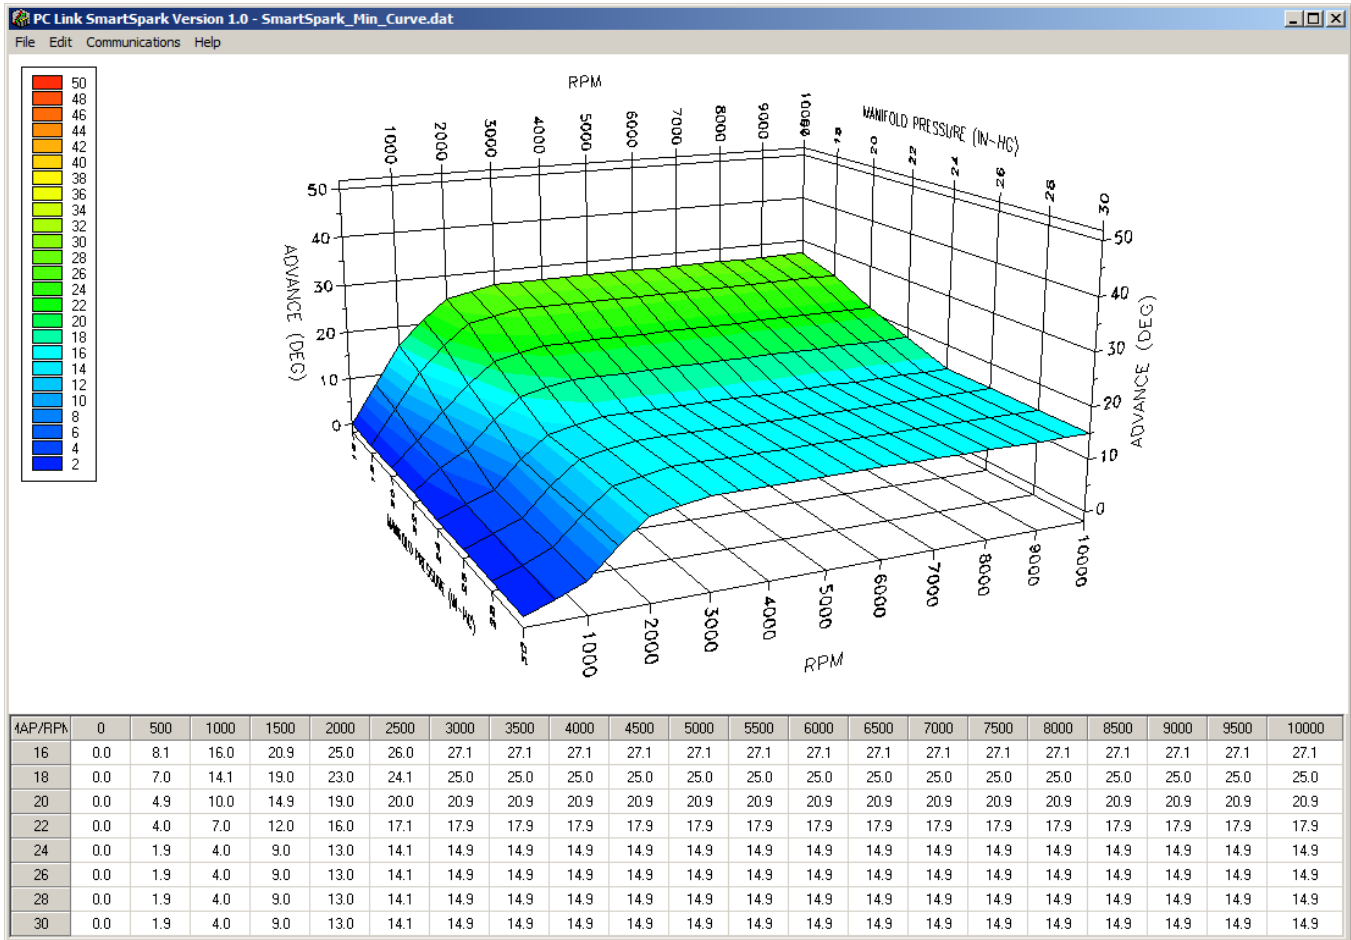 PC Link SmartSpark Version 1.0 - SmartSpark_Min_Curve.dat
File Edit Communications Help
50
48
46
44
42
40
38
36
34
32
30
28
26
24
22
20
18
16
14
12
10
8
6
4
2
RPM
1000 2000 3000 4000 5000 6000 7000 8000 9000 10000
MANIFOLD PRESSURE (IN-HG)
18 20 22 24 26 28 30
50
40
30
20
10
0
ADVANCE (DEG)
50
40
30
20
10
0
ADVANCE (DEG)
MANIFOLD PRESSURE (IN-HG)
1000 2000 3000 4000 5000 6000 7000 8000 9000 10000
RPM
MAP/RPM 0 500 1000 1500 2000 2500 3000 3500 4000 4500 5000 5500 6000 6500 7000 7500 8000 8500 9000 9500 10000
16 0.0 8.1 16.0 20.9 25.0 26.0 27.1 27.1 27.1 27.1 27.1 27.1 27.1 27.1 27.1 27.1 27.1 27.1 27.1 27.1 27.1
18 0.0 7.0 14.1 19.0 23.0 24.1 25.0 25.0 25.0 25.0 25.0 25.0 25.0 25.0 25.0 25.0 25.0 25.0 25.0 25.0 25.0
20 0.0 4.9 10.0 14.9 19.0 20.0 20.9 20.9 20.9 20.9 20.9 20.9 20.9 20.9 20.9 20.9 20.9 20.9 20.9 20.9 20.9
22 0.0 4.0 7.0 12.0 16.0 17.1 17.9 17.9 17.9 17.9 17.9 17.9 17.9 17.9 17.9 17.9 17.9 17.9 17.9 17.9 17.9
24 0.0 1.9 4.0 9.0 13.0 14.1 14.9 14.9 14.9 14.9 14.9 14.9 14.9 14.9 14.9 14.9 14.9 14.9 14.9 14.9 14.9
26 0.0 1.9 4.0 9.0 13.0 14.1 14.9 14.9 14.9 14.9 14.9 14.9 14.9 14.9 14.9 14.9 14.9 14.9 14.9 14.9 14.9
28 0.0 1.9 4.0 9.0 13.0 14.1 14.9 14.9 14.9 14.9 14.9 14.9 14.9 14.9 14.9 14.9 14.9 14.9 14.9 14.9 14.9
30 0.0 1.9 4.0 9.0 13.0 14.1 14.9 14.9 14.9 14.9 14.9 14.9 14.9 14.9 14.9 14.9 14.9 14.9 14.9 14.9 14.9